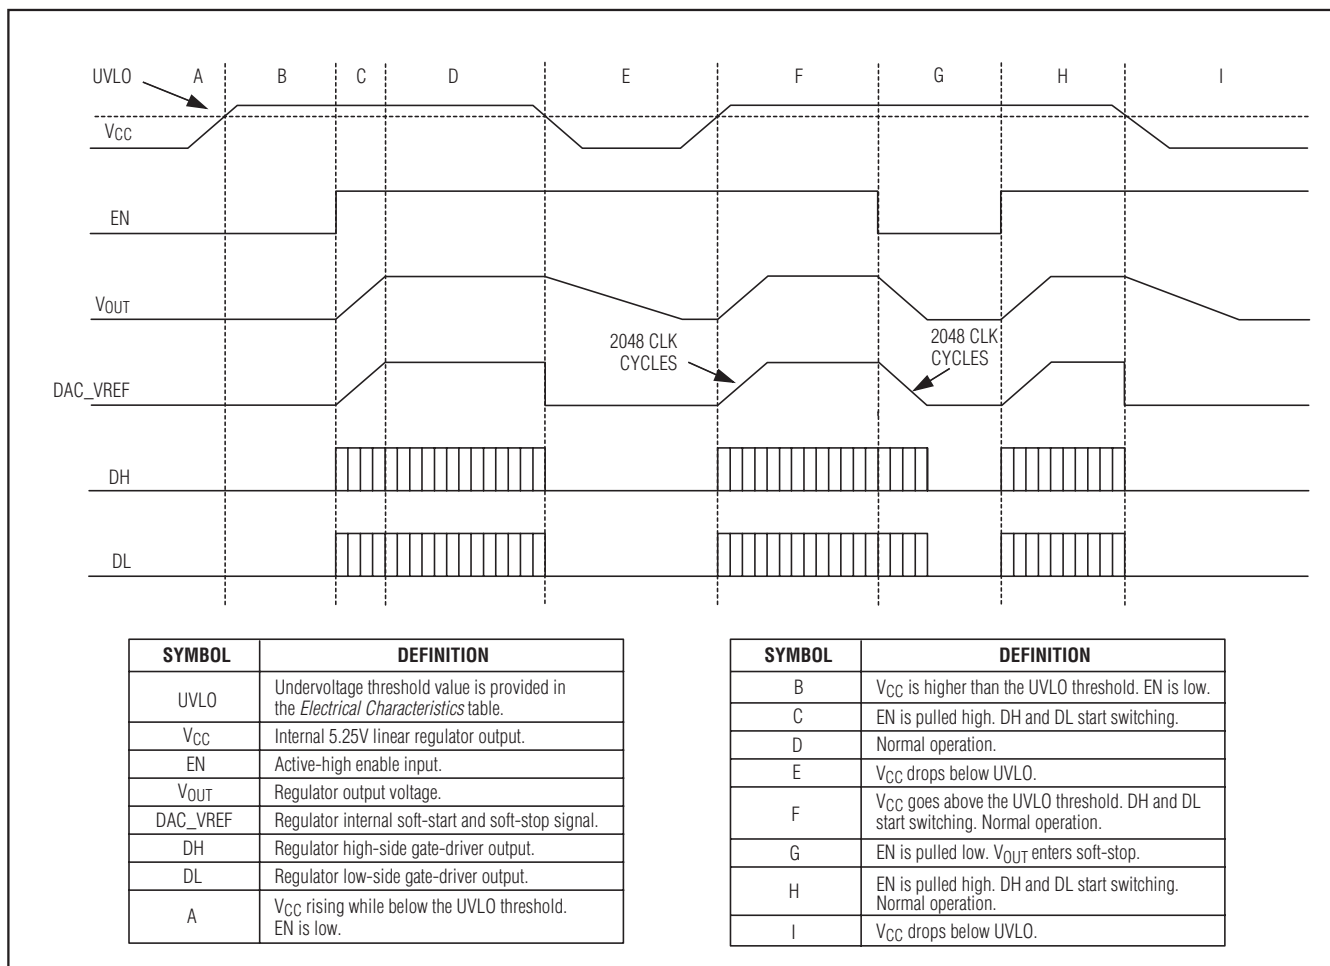 UVLO A B C D E F G H I
VCC
EN
VOUT
2048 CLK
CYCLES
2048 CLK
CYCLES
DAC_VREF
DH
DL
SYMBOL DEFINITION
UVLO Undervoltage threshold value is provided in
the Electrical Characteristics table.
VCC Internal 5.25V linear regulator output.
EN Active-high enable input.
VOUT Regulator output voltage.
DAC_VREF Regulator internal soft-start and soft-stop signal.
DH Regulator high-side gate-driver output.
DL Regulator low-side gate-driver output.
A VCC rising while below the UVLO threshold.
EN is low.
SYMBOL DEFINITION
B VCC is higher than the UVLO threshold. EN is low.
C EN is pulled high. DH and DL start switching.
D Normal operation.
E VCC drops below UVLO.
F VCC goes above the UVLO threshold. DH and DL
start switching. Normal operation.
G EN is pulled low. VOUT enters soft-stop.
H EN is pulled high. DH and DL start switching.
Normal operation.
I VCC drops below UVLO.